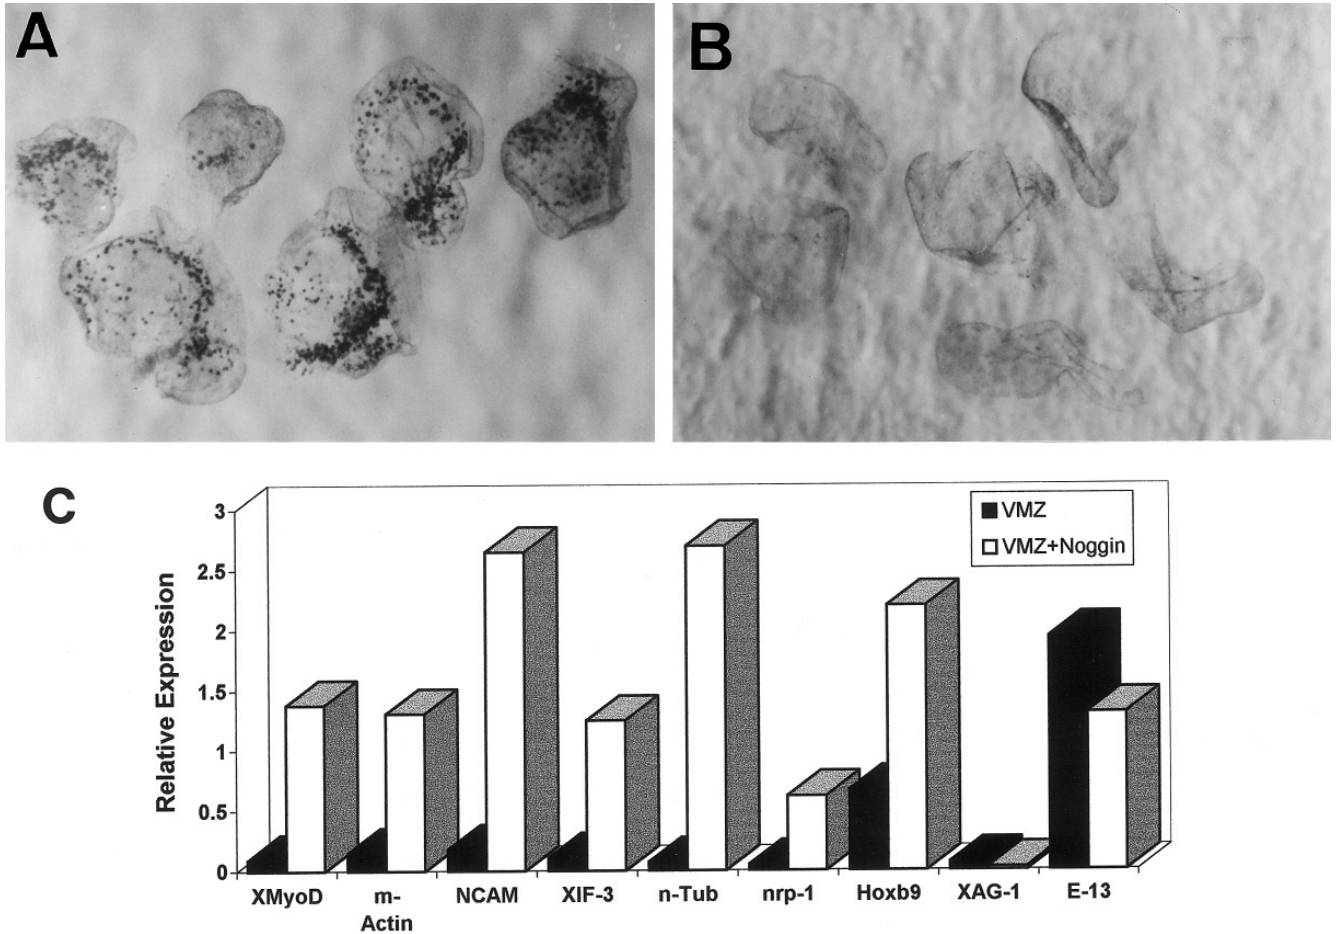 A
B
C
VMZ
VMZ+Noggin
Relative Expression
3
2.5
2
1.5
1
0.5
0
XMyoD
m-
Actin
NCAM
XIF-3
n-Tub
nrp-1
Hoxb9
XAG-1
E-13